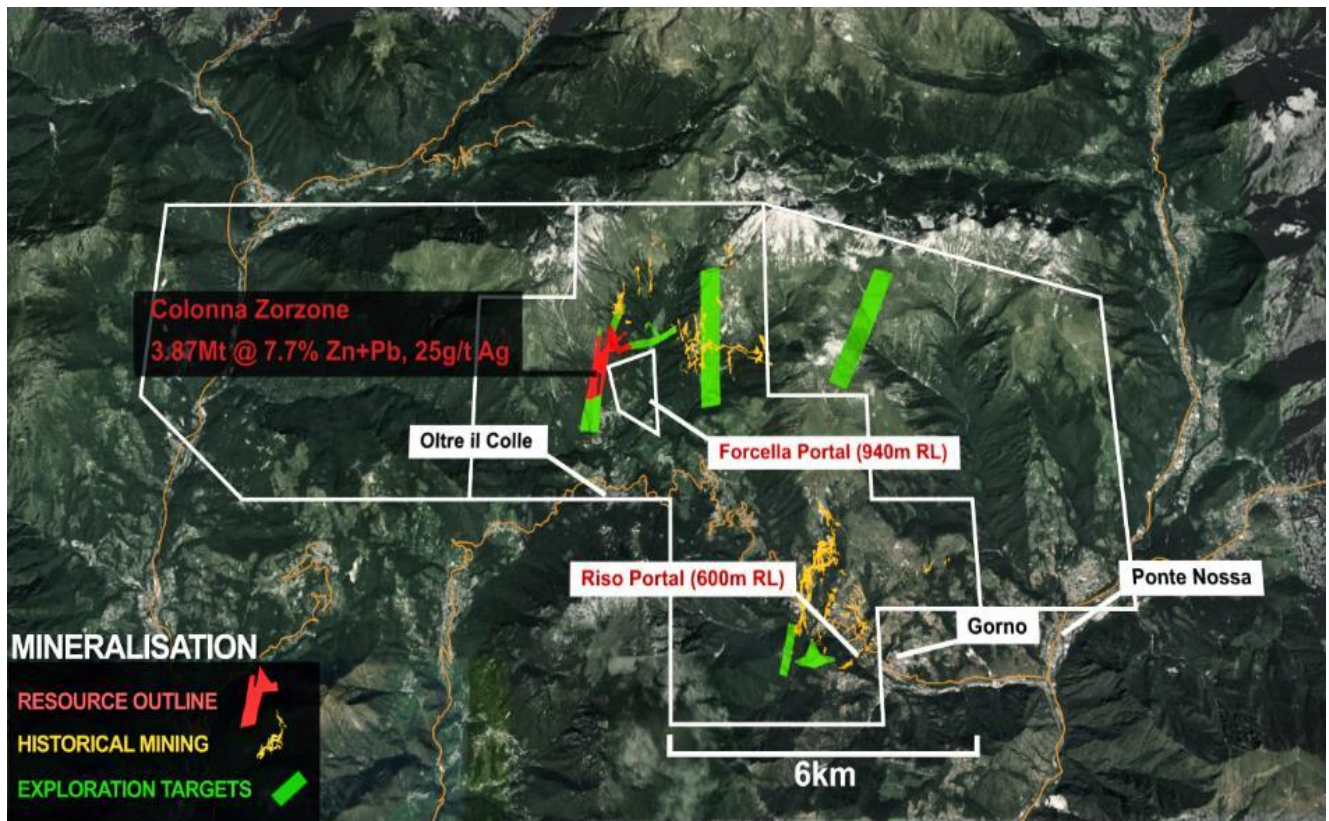 Colonna Zorzone
3.87Mt @ 7.7% Zn+Pb, 25g/t Ag
Oltre il Colle
Forcella Portal (940m RL)
Riso Portal (600m RL)
Ponte Nossa
Gorno
MINERALISATION
RESOURCE OUTLINE
HISTORICAL MINING
EXPLORATION TARGETS
6km